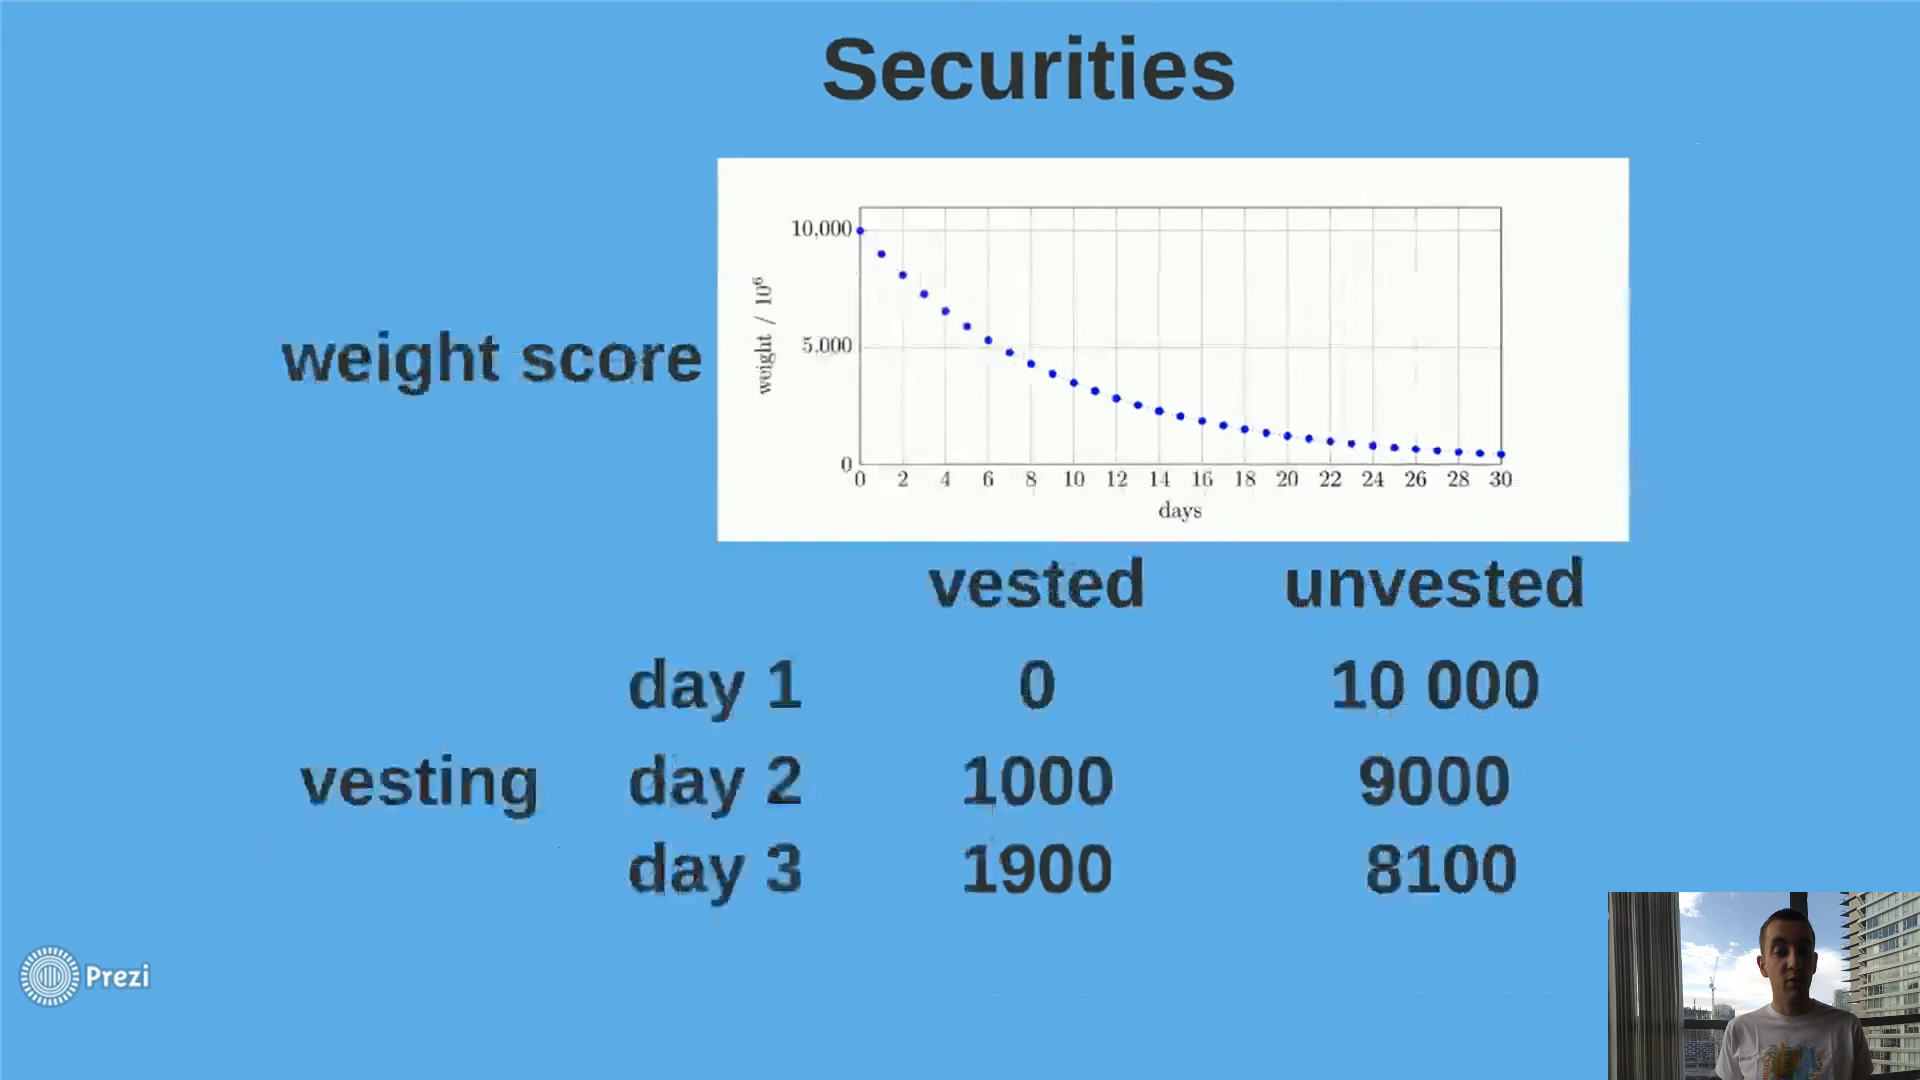 Securities
weight score
weight / 10⁶
10,000
5,000
0
0 2 4 6 8 10 12 14 16 18 20 22 24 26 28 30
days
vested unvested
day 1 0 10 000
vesting day 2 1000 9000
day 3 1900 8100
Prezi